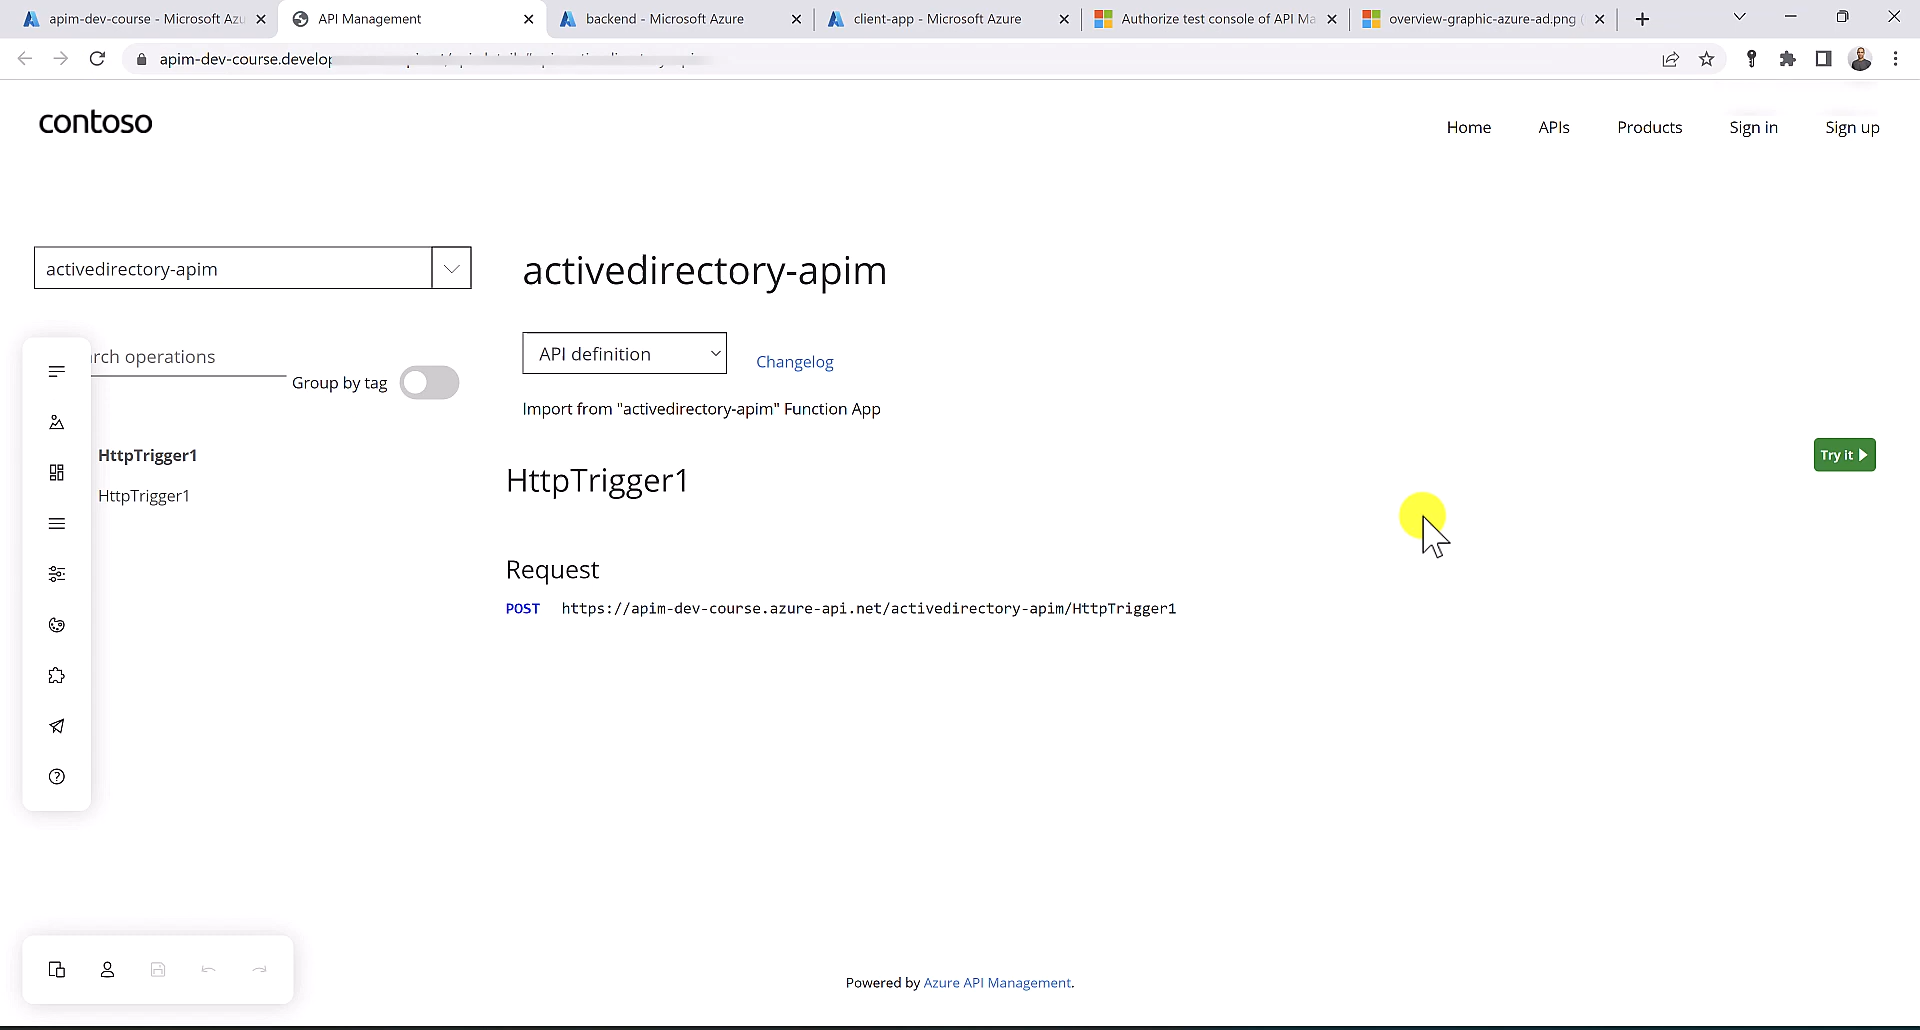 apim-dev-course - Microsoft Azu
API Management
backend - Microsoft Azure
client-app - Microsoft Azure
Authorize test console of API Ma
overview-graphic-azure-ad.png (
apim-dev-course.develop
contoso
Home
APIs
Products
Sign in
Sign up
activedirectory-apim
activedirectory-apim
API definition
Changelog
arch operations
Group by tag
Import from "activedirectory-apim" Function App
HttpTrigger1
Try it
HttpTrigger1
HttpTrigger1
Request
POST https://apim-dev-course.azure-api.net/activedirectory-apim/HttpTrigger1
Powered by Azure API Management.